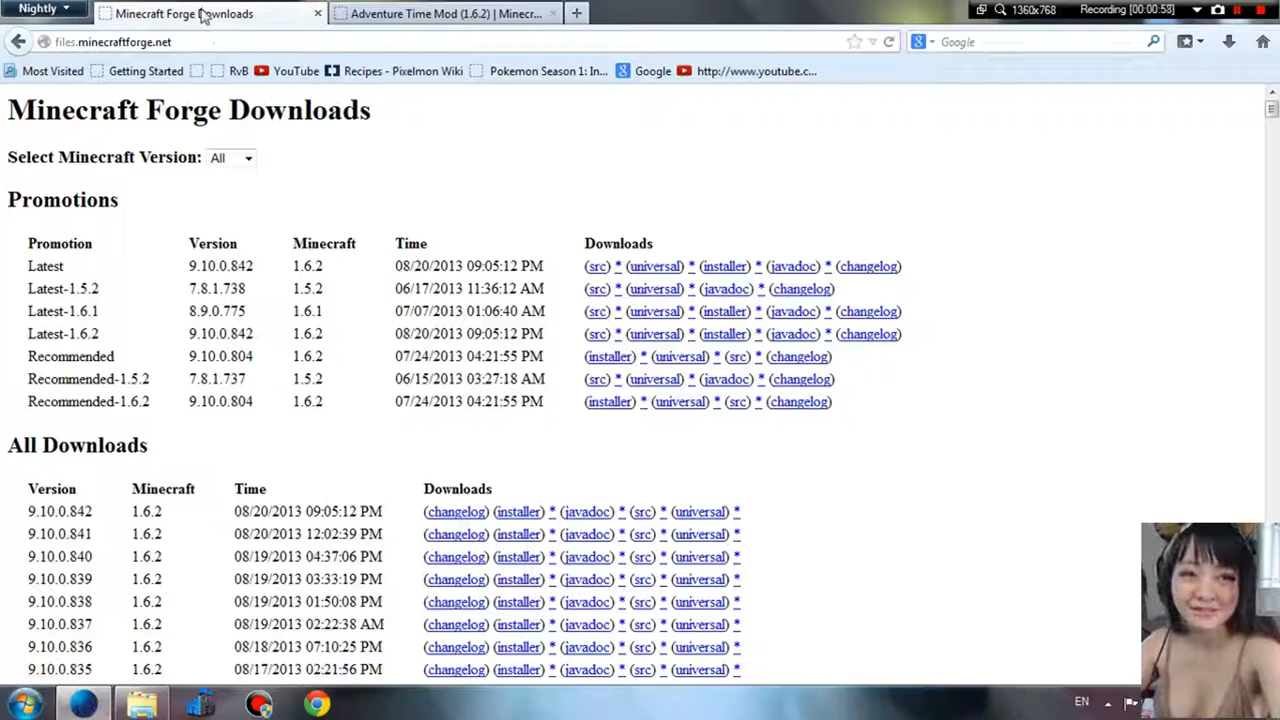 Nightly
Minecraft Forge Downloads
Adventure Time Mod (1.6.2) | Minecr...
1360x768
Recording [00:00:58]
files.minecraftforge.net
Google
Most Visited
Getting Started
RvB
YouTube
Recipes - Pixelmon Wiki
Pokemon Season 1: In...
Google
http://www.youtube.c...
Minecraft Forge Downloads
Select Minecraft Version: All
Promotions
Promotion Version Minecraft Time Downloads
Latest 9.10.0.842 1.6.2 08/20/2013 09:05:12 PM (src) * (universal) * (installer) * (javadoc) * (changelog)
Latest-1.5.2 7.8.1.738 1.5.2 06/17/2013 11:36:12 AM (src) * (universal) * (javadoc) * (changelog)
Latest-1.6.1 8.9.0.775 1.6.1 07/07/2013 01:06:40 AM (src) * (universal) * (installer) * (javadoc) * (changelog)
Latest-1.6.2 9.10.0.842 1.6.2 08/20/2013 09:05:12 PM (src) * (universal) * (installer) * (javadoc) * (changelog)
Recommended 9.10.0.804 1.6.2 07/24/2013 04:21:55 PM (installer) * (universal) * (src) * (changelog)
Recommended-1.5.2 7.8.1.737 1.5.2 06/15/2013 03:27:18 AM (src) * (universal) * (javadoc) * (changelog)
Recommended-1.6.2 9.10.0.804 1.6.2 07/24/2013 04:21:55 PM (installer) * (universal) * (src) * (changelog)
All Downloads
Version Minecraft Time Downloads
9.10.0.842 1.6.2 08/20/2013 09:05:12 PM (changelog) (installer) * (javadoc) * (src) * (universal) *
9.10.0.841 1.6.2 08/20/2013 12:02:39 PM (changelog) (installer) * (javadoc) * (src) * (universal) *
9.10.0.840 1.6.2 08/19/2013 04:37:06 PM (changelog) (installer) * (javadoc) * (src) * (universal) *
9.10.0.839 1.6.2 08/19/2013 03:33:19 PM (changelog) (installer) * (javadoc) * (src) * (universal) *
9.10.0.838 1.6.2 08/19/2013 01:50:08 PM (changelog) (installer) * (javadoc) * (src) * (universal) *
9.10.0.837 1.6.2 08/19/2013 02:22:38 AM (changelog) (installer) * (javadoc) * (src) * (universal) *
9.10.0.836 1.6.2 08/18/2013 07:10:25 PM (changelog) (installer) * (javadoc) * (src) * (universal) *
9.10.0.835 1.6.2 08/17/2013 02:21:56 PM (changelog) (installer) * (javadoc) * (src) * (universal) *
EN